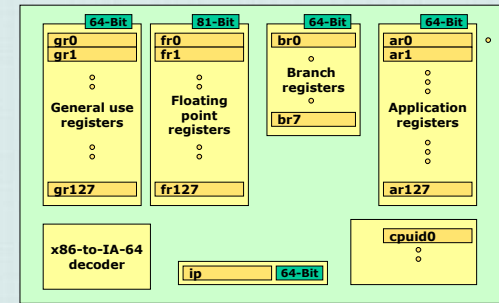 64-Bit
gr0
gr1
General use
registers
gr127
81-Bit
fr0
fr1
Floating
point
registers
fr127
64-Bit
br0
Branch
registers
br7
64-Bit
ar0
ar1
Application
registers
ar127
x86-to-IA-64
decoder
ip
64-Bit
cpuid0